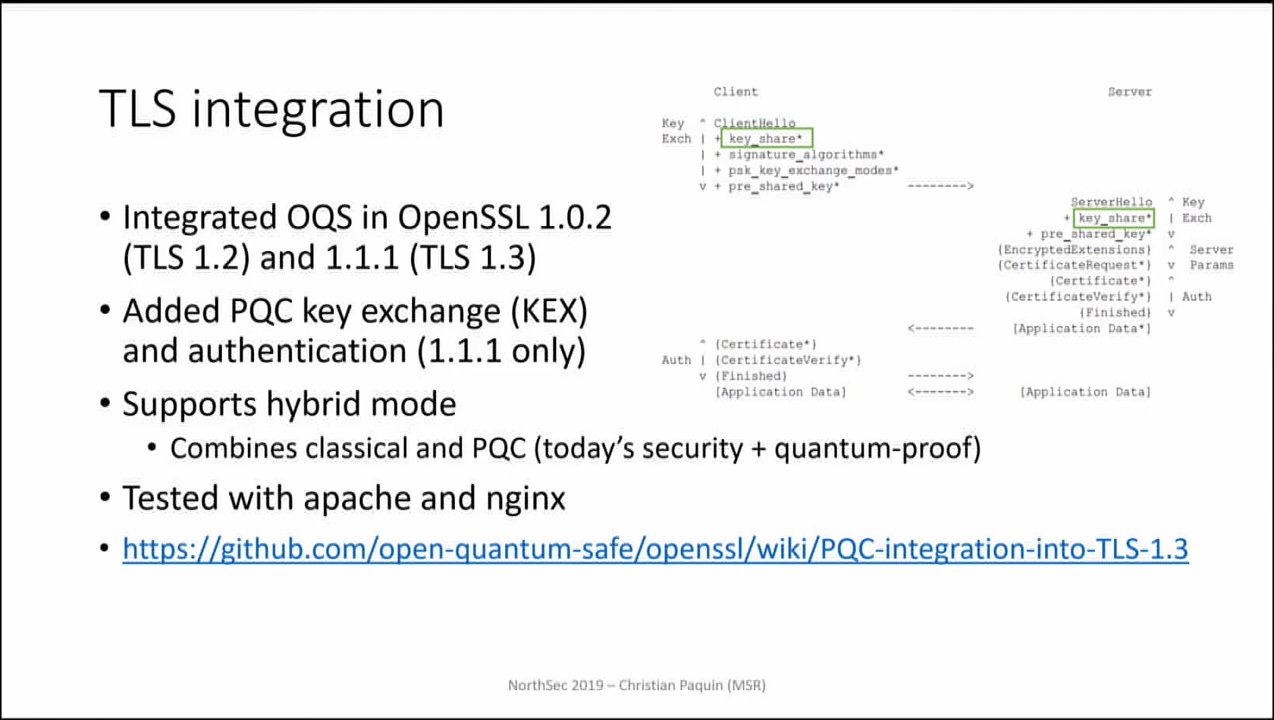 TLS integration
• Integrated OQS in OpenSSL 1.0.2
(TLS 1.2) and 1.1.1 (TLS 1.3)
• Added PQC key exchange (KEX)
and authentication (1.1.1 only)
• Supports hybrid mode
• Combines classical and PQC (today's security + quantum-proof)
• Tested with apache and nginx
• https://github.com/open-quantum-safe/openssl/wiki/PQC-integration-into-TLS-1.3
Client Server
Key ^ ClientHello
Exch | + key_share*
| + signature_algorithms*
| + psk_key_exchange_modes*
v + pre_shared_key* -------->
ServerHello ^ Key
+ key_share* | Exch
+ pre_shared_key* v
{EncryptedExtensions} ^ Server
{CertificateRequest*} v Params
{Certificate*} ^
{CertificateVerify*} | Auth
{Finished} v
<-------- [Application Data*]
^ {Certificate*}
Auth | {CertificateVerify*}
v {Finished} -------->
[Application Data] <-------> [Application Data]
NorthSec 2019 – Christian Paquin (MSR)